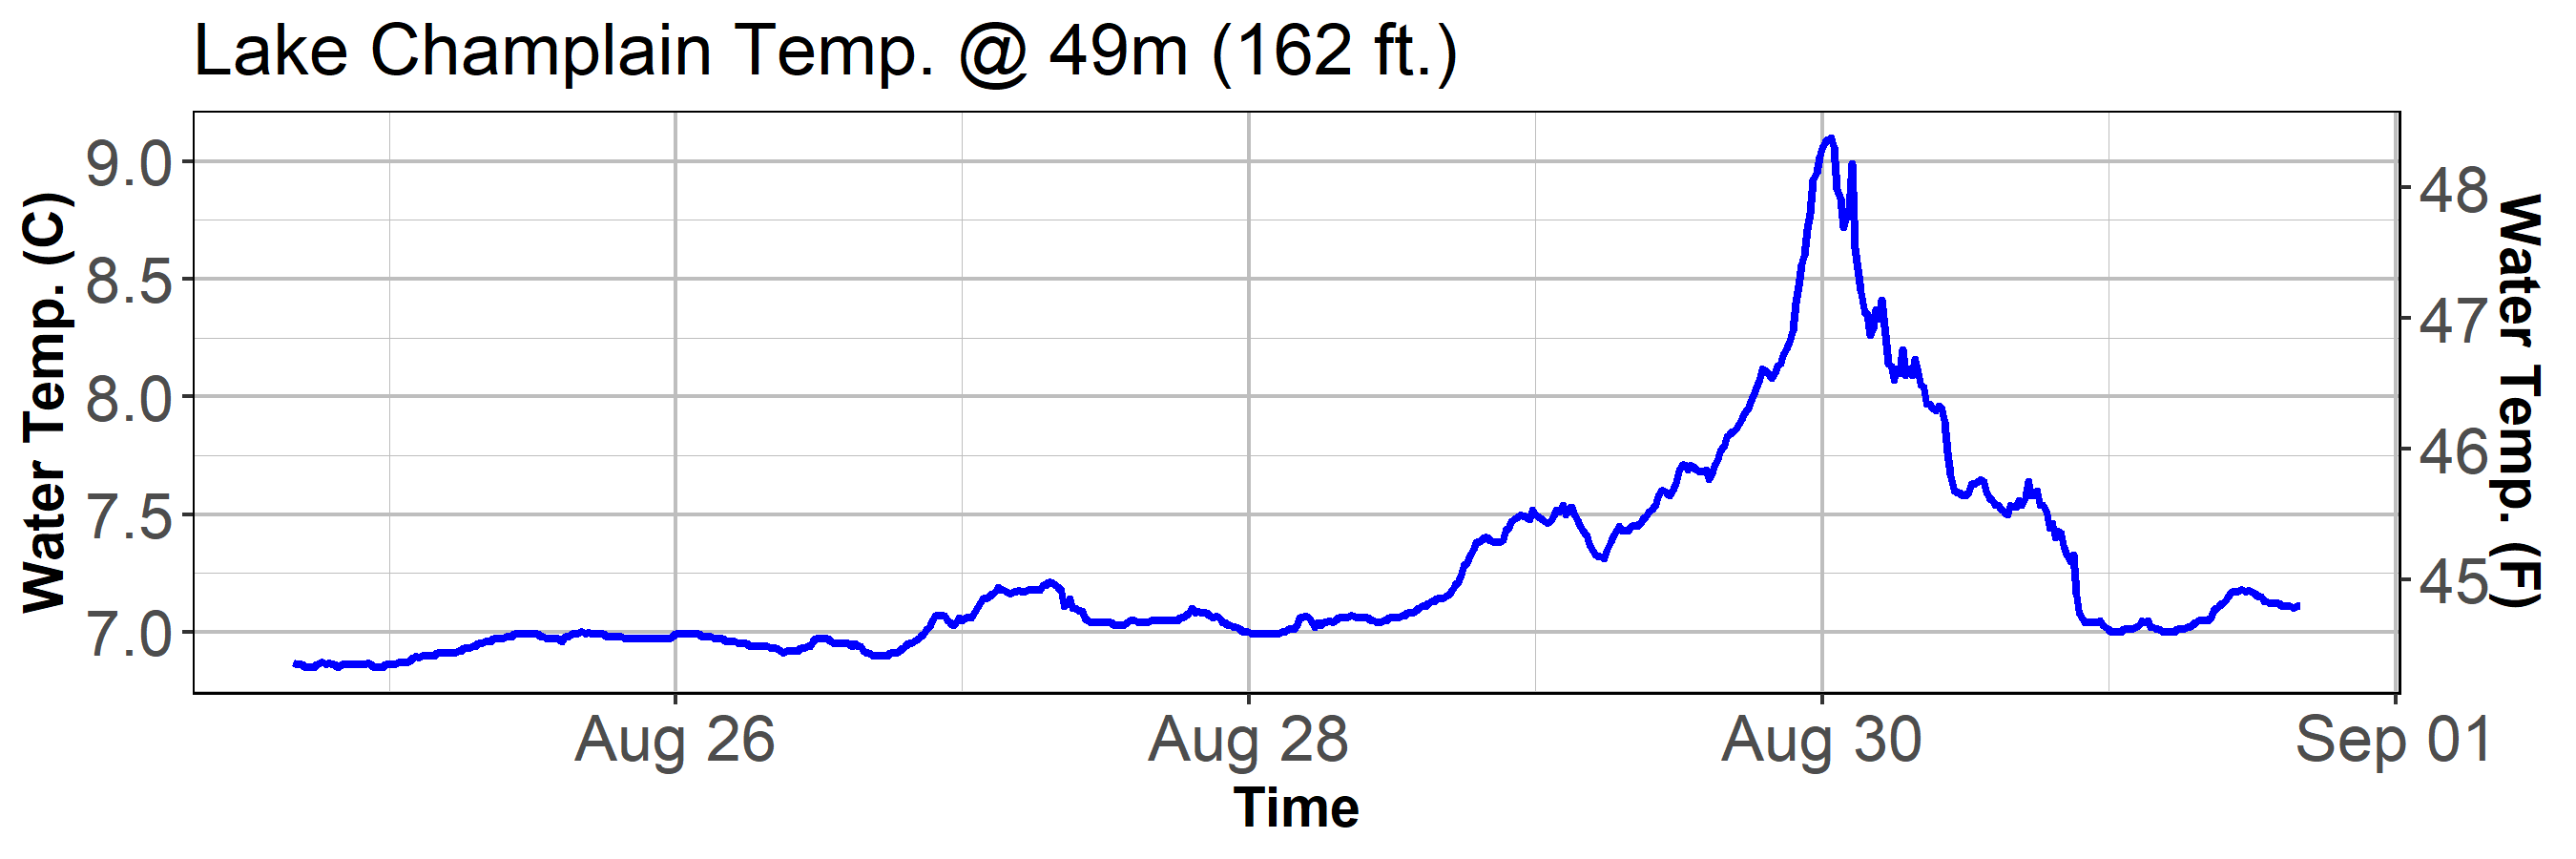 Lake Champlain Temp. @ 49m (162 ft.)
Water Temp. (C)
9.0
8.5
8.0
7.5
7.0
48
47
46
45
Water Temp. (F)
Aug 26
Aug 28
Aug 30
Sep 01
Time